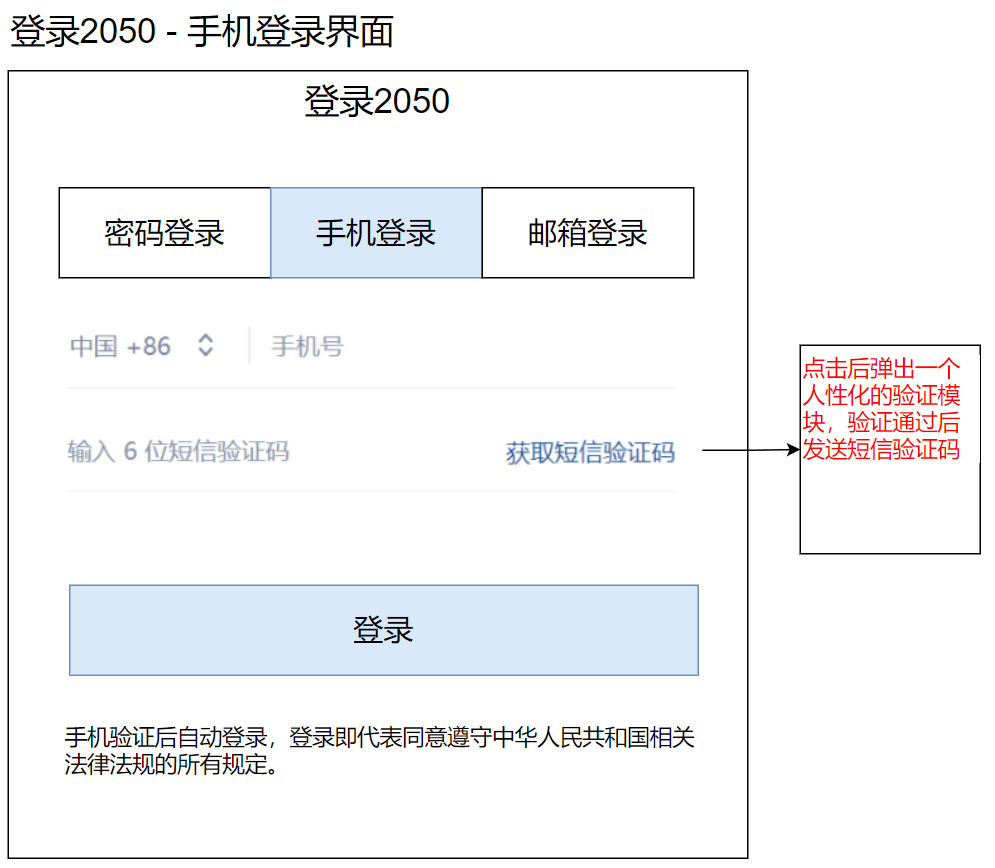 登录2050 - 手机登录界面
登录2050
密码登录
手机登录
邮箱登录
中国 +86
手机号
输入 6 位短信验证码
获取短信验证码
点击后弹出一个
人性化的验证模
块，验证通过后
发送短信验证码
登录
手机验证后自动登录，登录即代表同意遵守中华人民共和国相关
法律法规的所有规定。